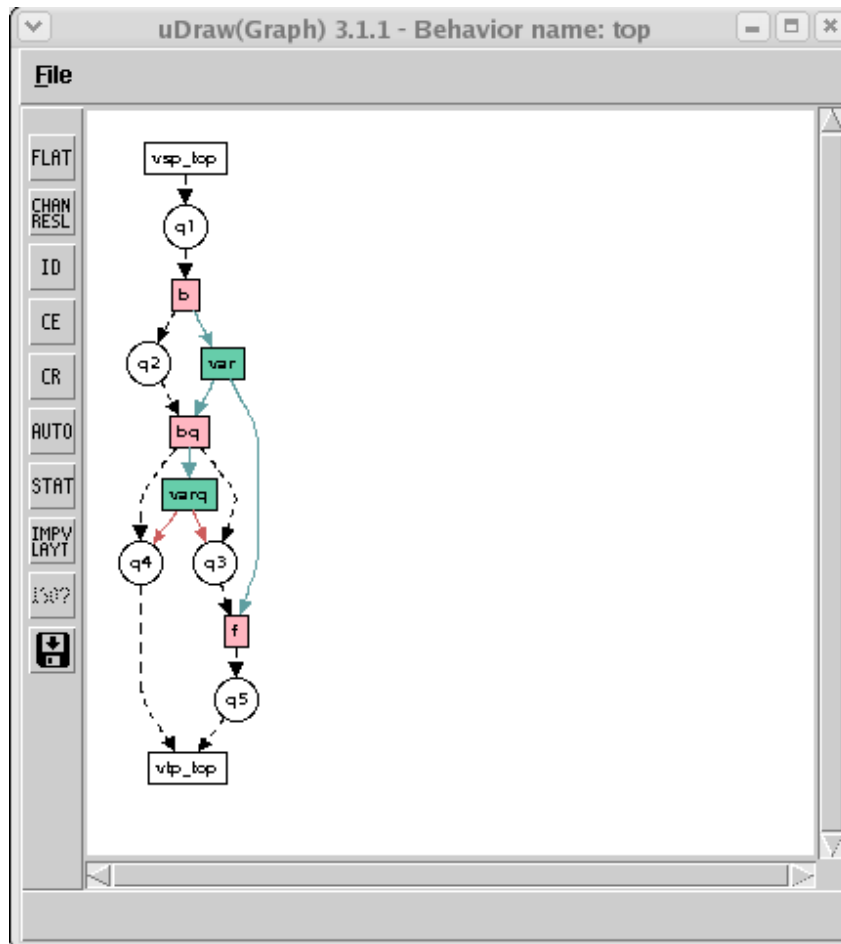 uDraw(Graph) 3.1.1 - Behavior name: top
File
FLAT
CHAN
RESL
ID
CE
CR
AUTO
STAT
IMPV
LAYT
vsp_top
q1
b
q2
var
bq
varq
q4
q3
f
q5
vtp_top